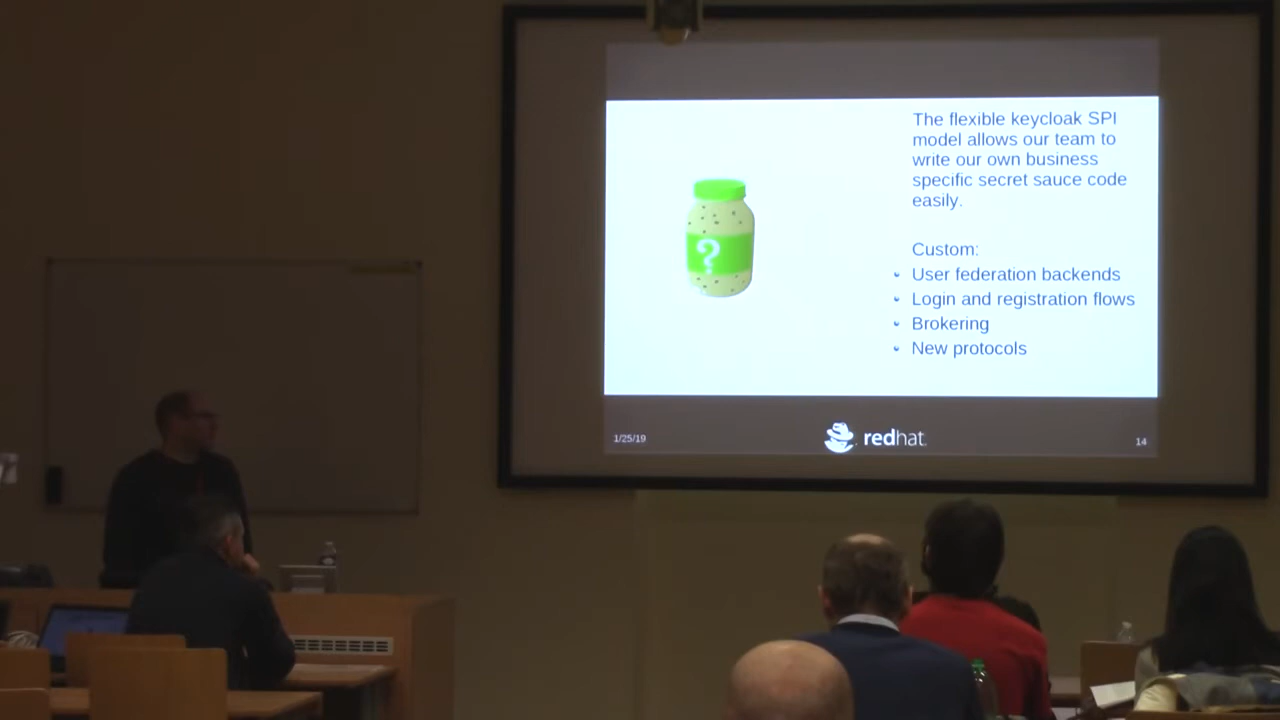 The flexible keycloak SPI
model allows our team to
write our own business
specific secret sauce code
easily.
Custom:
User federation backends
Login and registration flows
Brokering
New protocols
?
1/25/19
redhat.
14